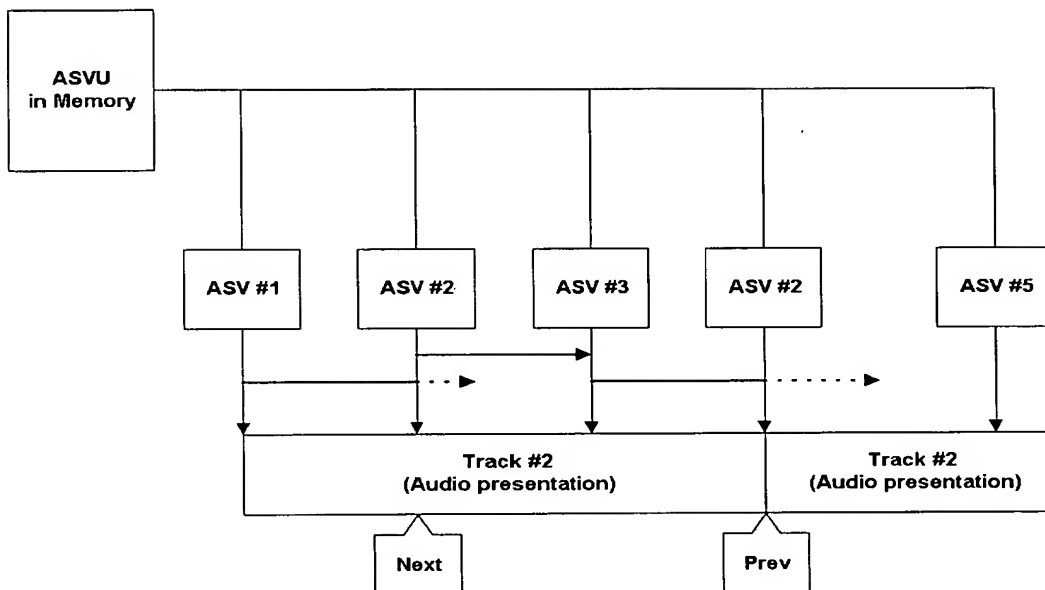 ASVU
in Memory
ASV #1
ASV #2
ASV #3
ASV #2
ASV #5
Track #2
(Audio presentation)
Track #2
(Audio presentation)
Next
Prev